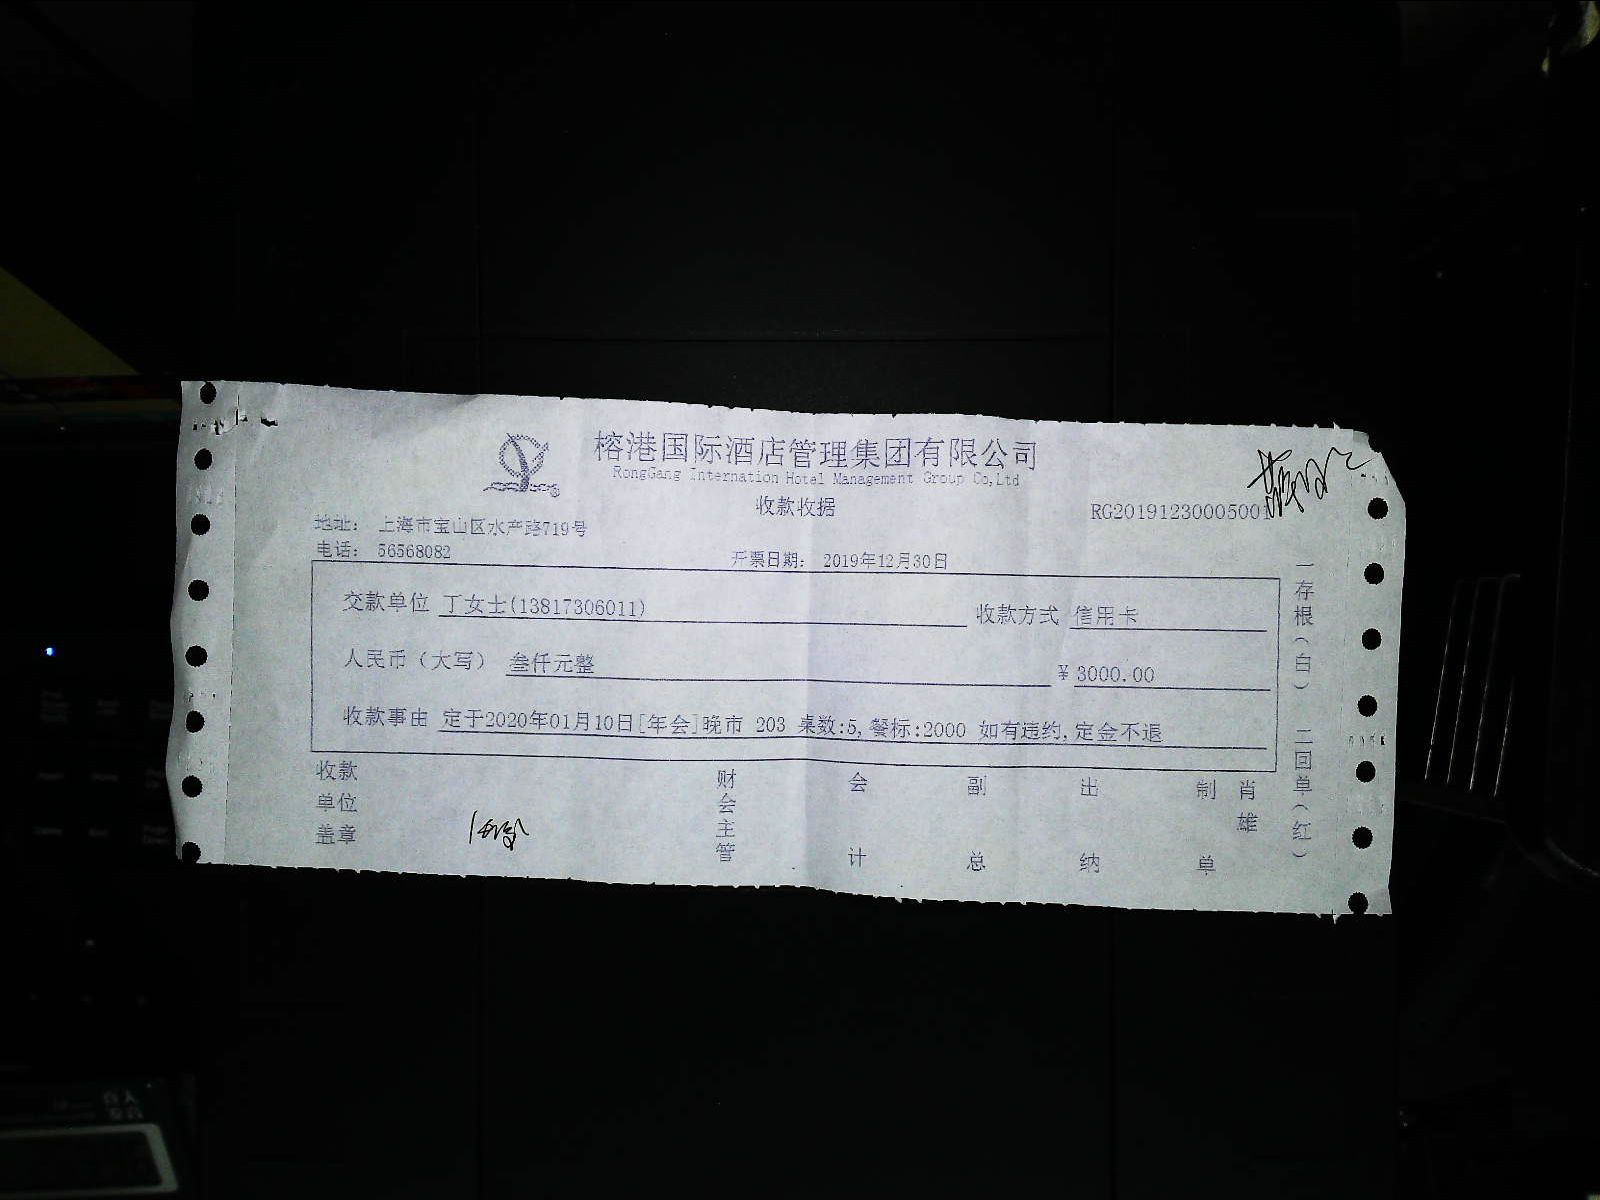 榕港国际酒店管理集团有限公司
RongGang Internation Hotel Management Group Co,Ltd
收款收据
RG20191230005001
地址： 上海市宝山区水产路719号
电话： 56568082
开票日期： 2019年12月30日
交款单位 丁女士(13817306011) 收款方式 信用卡
人民币（大写） 叁仟元整 ¥ 3000.00
收款事由 定于2020年01月10日[年会]晚市 203 桌数:5,餐标:2000 如有违约,定金不退
收款单位盖章 财会主管 会计 副总 出纳 制单 肖雄
一存根(白) 二回单(红)